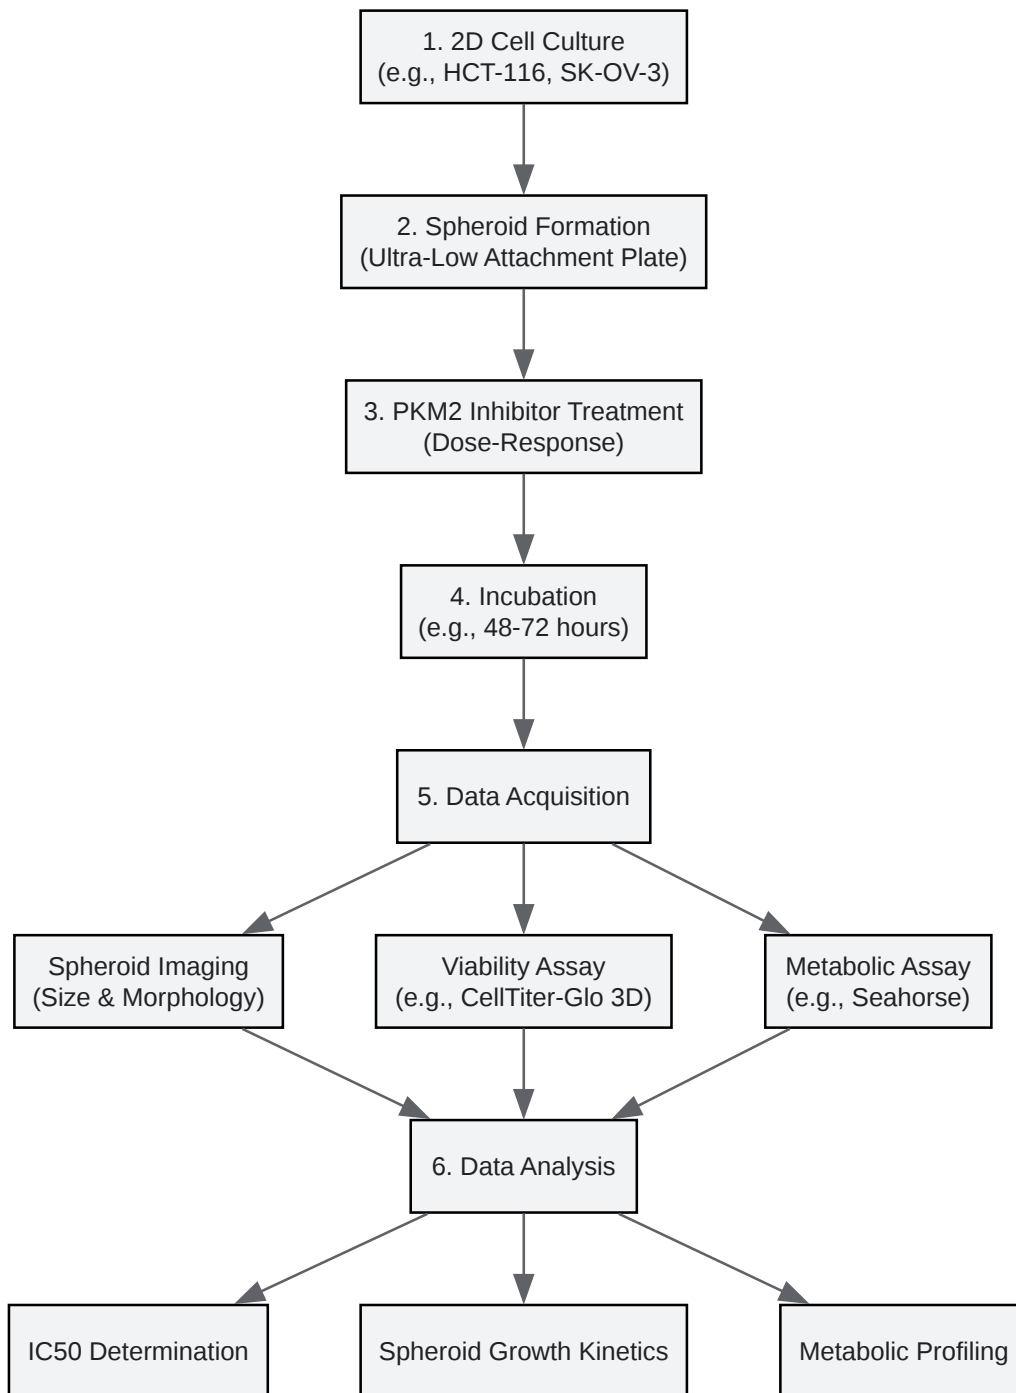 1. 2D Cell Culture
(e.g., HCT-116, SK-OV-3)
2. Spheroid Formation
(Ultra-Low Attachment Plate)
3. PKM2 Inhibitor Treatment
(Dose-Response)
4. Incubation
(e.g., 48-72 hours)
5. Data Acquisition
Spheroid Imaging
(Size & Morphology)
Viability Assay
(e.g., CellTiter-Glo 3D)
Metabolic Assay
(e.g., Seahorse)
6. Data Analysis
IC50 Determination
Spheroid Growth Kinetics
Metabolic Profiling